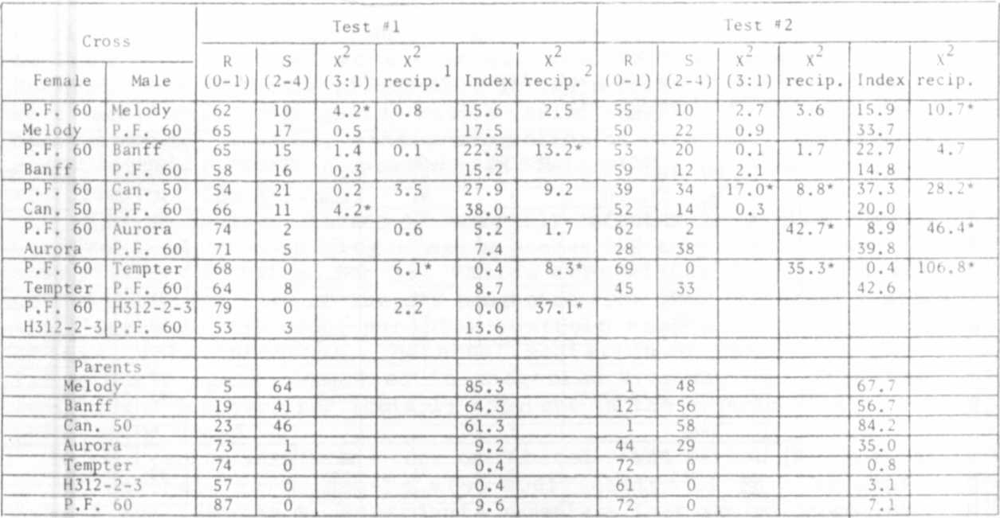 Cross Test #1 Test #2
Female Male R (0-1) S (2-4) X2 (3:1) X2 recip.1 Index X2 recip.2 R (0-1) S (2-4) X2 (3:1) X2 recip. Index X2 recip.
P.F. 60 Melody 62 10 4.2* 0.8 15.6 2.5 55 10 2.7 3.6 15.9 10.7*
Melody P.F. 60 65 17 0.5 17.5 50 22 0.9 33.7
P.F. 60 Banff 65 15 1.4 0.1 22.3 13.2* 53 20 0.1 1.7 22.7 4.7
Banff P.F. 60 58 16 0.3 15.2 59 12 2.1 14.8
P.F. 60 Can. 50 54 21 0.2 3.5 27.9 9.2 39 34 17.0* 8.8* 37.3 28.2*
Can. 50 P.F. 60 66 11 4.2* 38.0 52 14 0.3 20.0
P.F. 60 Aurora 74 2 0.6 5.2 1.7 62 2 42.7* 8.9 46.4*
Aurora P.F. 60 71 5 7.4 28 38 39.8
P.F. 60 Tempter 68 0 6.1* 0.4 8.3* 69 0 35.3* 0.4 106.8*
Tempter P.F. 60 64 8 8.7 45 33 42.6
P.F. 60 H312-2-3 79 0 2.2 0.0 37.1*
H312-2-3 P.F. 60 53 3 13.6
Parents
Melody 5 64 85.3 1 48 67.7
Banff 19 41 64.3 12 56 56.7
Can. 50 23 46 61.3 1 58 84.2
Aurora 73 1 9.2 44 29 35.0
Tempter 74 0 0.4 72 0 0.8
H312-2-3 57 0 0.4 61 0 3.1
P.F. 60 87 0 9.6 72 0 7.1